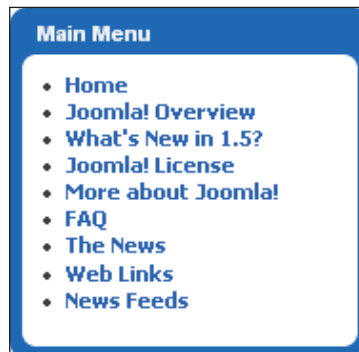 Main Menu
Home
Joomla! Overview
What's New in 1.5?
Joomla! License
More about Joomla!
FAQ
The News
Web Links
News Feeds